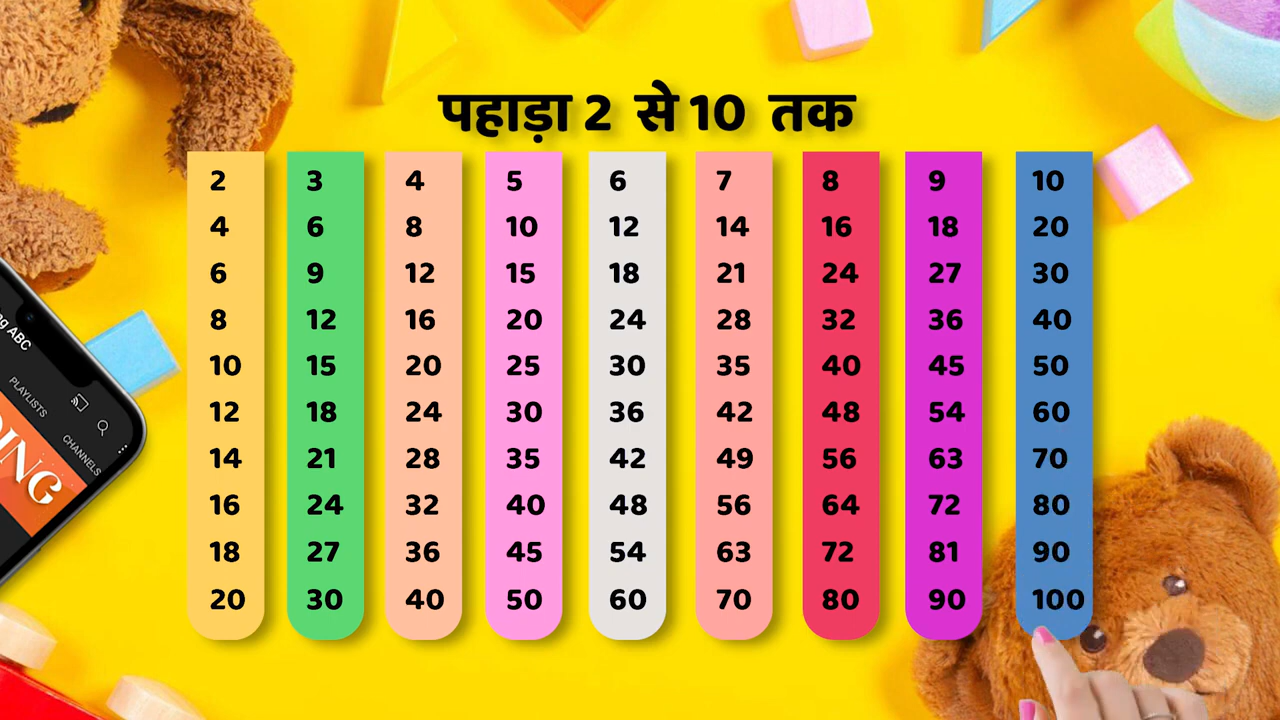 पहाड़ा 2 से 10 तक
2 3 4 5 6 7 8 9 10
4 6 8 10 12 14 16 18 20
6 9 12 15 18 21 24 27 30
8 12 16 20 24 28 32 36 40
10 15 20 25 30 35 40 45 50
12 18 24 30 36 42 48 54 60
14 21 28 35 42 49 56 63 70
16 24 32 40 48 56 64 72 80
18 27 36 45 54 63 72 81 90
20 30 40 50 60 70 80 90 100
ABC
PLAYLISTS
CHANNELS